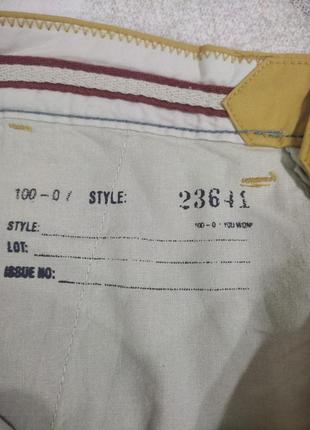 100-0 / STYLE: 23641
STYLE: 100-0 · YOU WON'
LOT:
ISSUE NO: